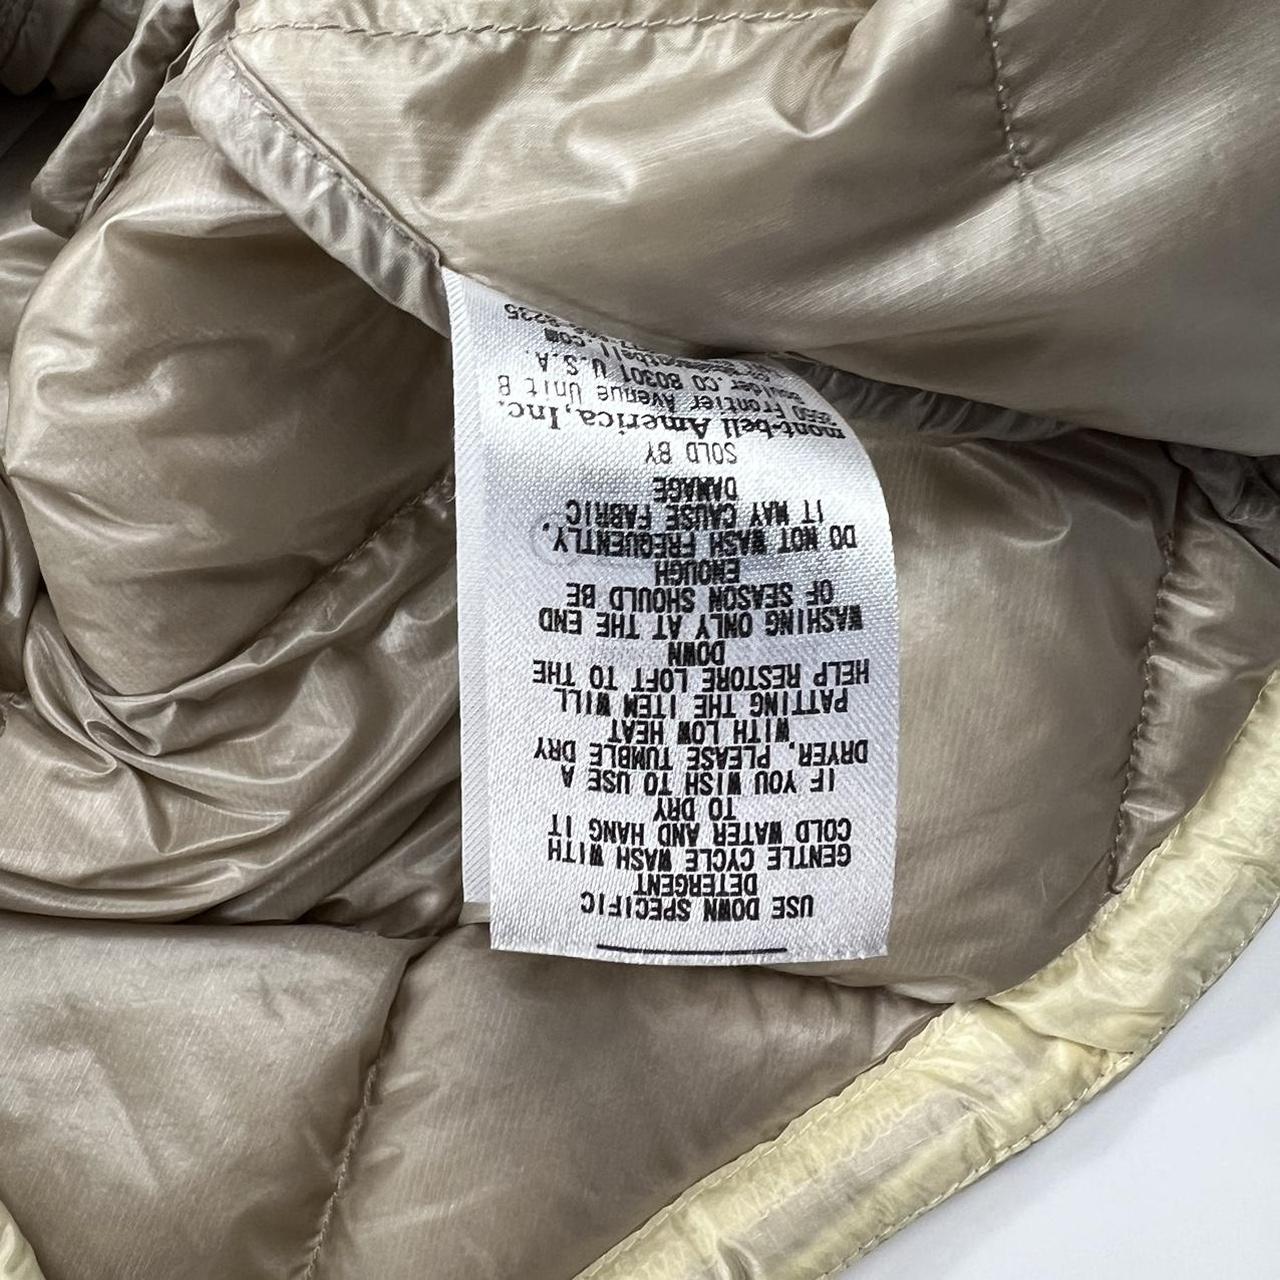 USE DOWN SPECIFIC
DETERGENT
GENTLE CYCLE WASH WITH
COLD WATER AND HANG IT
TO DRY
IF YOU WISH TO USE A
DRYER, PLEASE TUMBLE DRY
WITH LOW HEAT
PATTING THE ITEM WILL
HELP RESTORE LOFT TO THE
DOWN
WASHING ONLY AT THE END
OF SEASON SHOULD BE
ENOUGH
DO NOT WASH FREQUENTLY,
IT MAY CAUSE FABRIC
DAMAGE
SOLD BY
mont-bell America, Inc.
Frontier Avenue Unit B
Boulder, CO 80301 U.S.A.
8235